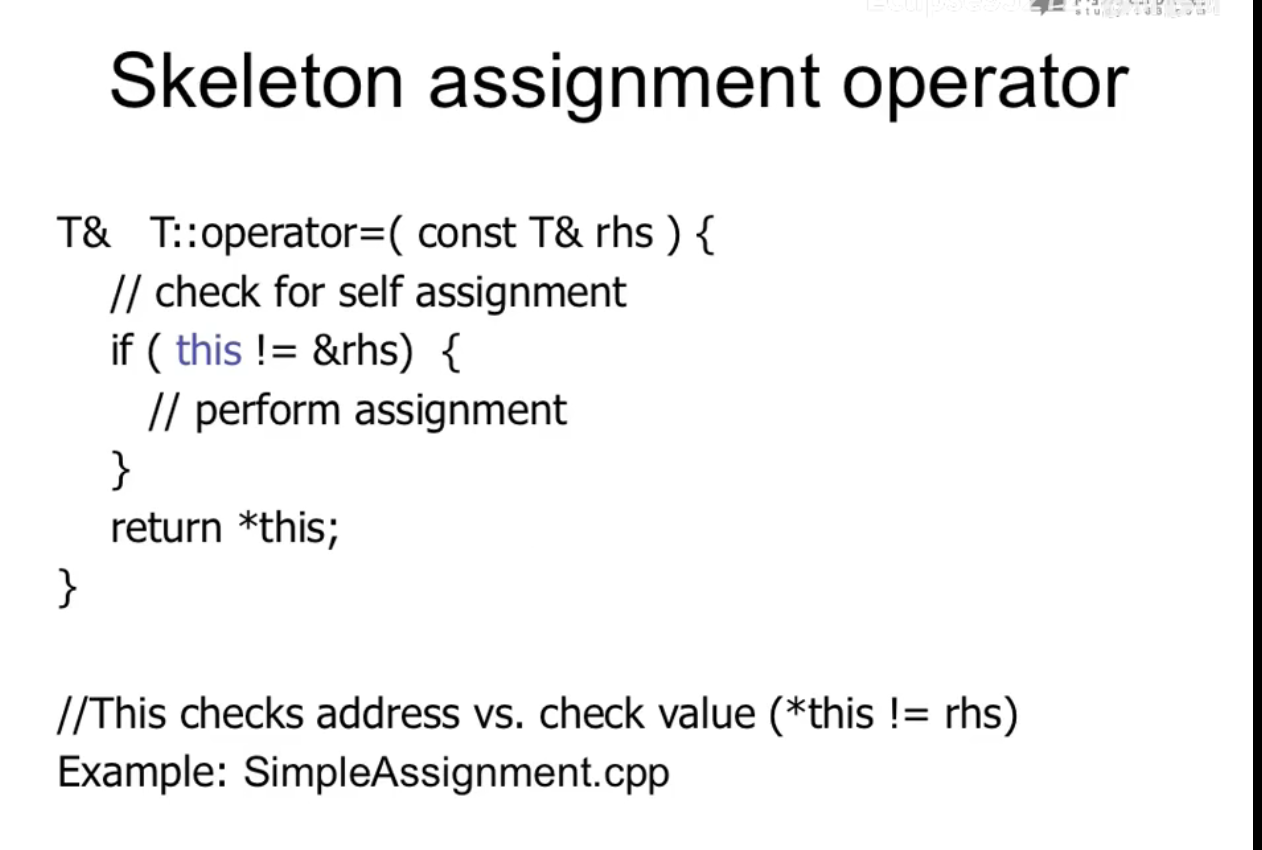 Skeleton assignment operator
T& T::operator=( const T& rhs ) {
// check for self assignment
if ( this != &rhs) {
// perform assignment
}
return *this;
}
//This checks address vs. check value (*this != rhs)
Example: SimpleAssignment.cpp